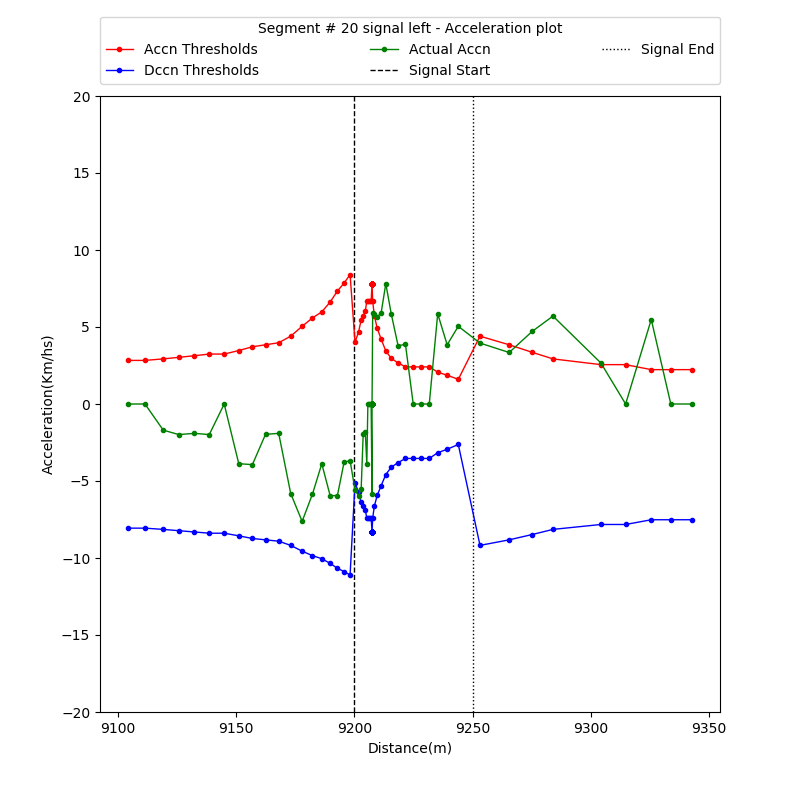 Segment # 20 signal left - Acceleration plot
Accn Thresholds Actual Accn Signal End
Dccn Thresholds Signal Start
20
15
10
5
0
−5
−10
−15
−20
Acceleration(Km/hs)
9100 9150 9200 9250 9300 9350
Distance(m)